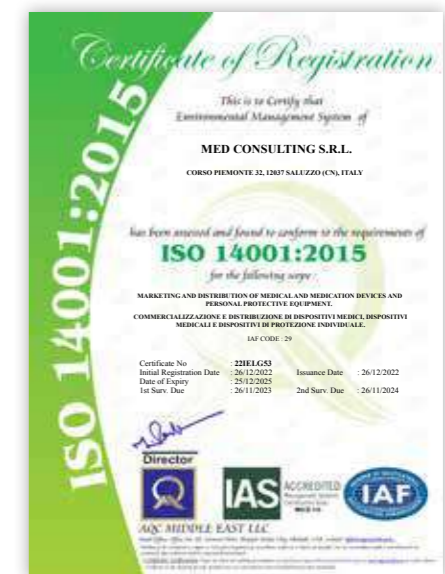 Certificate of Registration
This is to Certify that
Environmental Management System of
MED CONSULTING S.R.L.
CORSO PIEMONTE 32, 12037 SALUZZO (CN), ITALY
has been assessed and found to conform to the requirements of
ISO 14001:2015
for the following scope :
MARKETING AND DISTRIBUTION OF MEDICAL AND MEDICATION DEVICES AND
PERSONAL PROTECTIVE EQUIPMENT.
COMMERCIALIZZAZIONE E DISTRIBUZIONE DI DISPOSITIVI MEDICI, DISPOSITIVI
MEDICALI E DISPOSITIVI DI PROTEZIONE INDIVIDUALE.
IAF CODE : 29
Certificate No : 22IELG53
Initial Registration Date : 26/12/2022 Issuance Date : 26/12/2022
Date of Expiry : 25/12/2025
1st Surv. Due : 26/11/2023 2nd Surv. Due : 26/11/2024
Director
IAS ACCREDITED
IAF
AQC MIDDLE EAST LLC
ISO 14001:2015